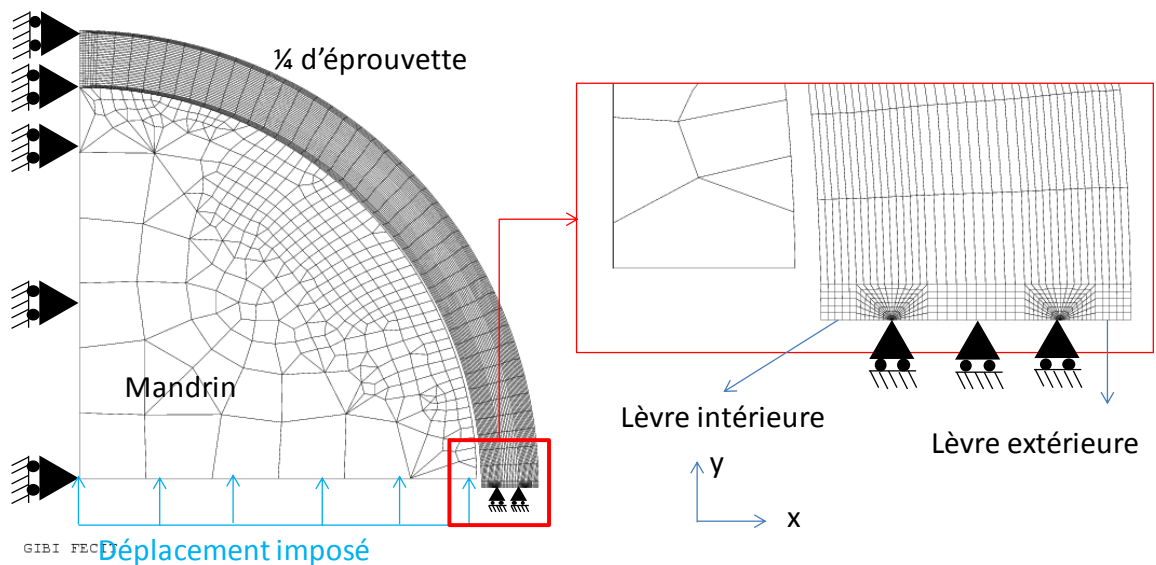 ¼ d'éprouvette
Mandrin
Lèvre intérieure
Lèvre extérieure
y
x
GIBI FECIT
Déplacement imposé